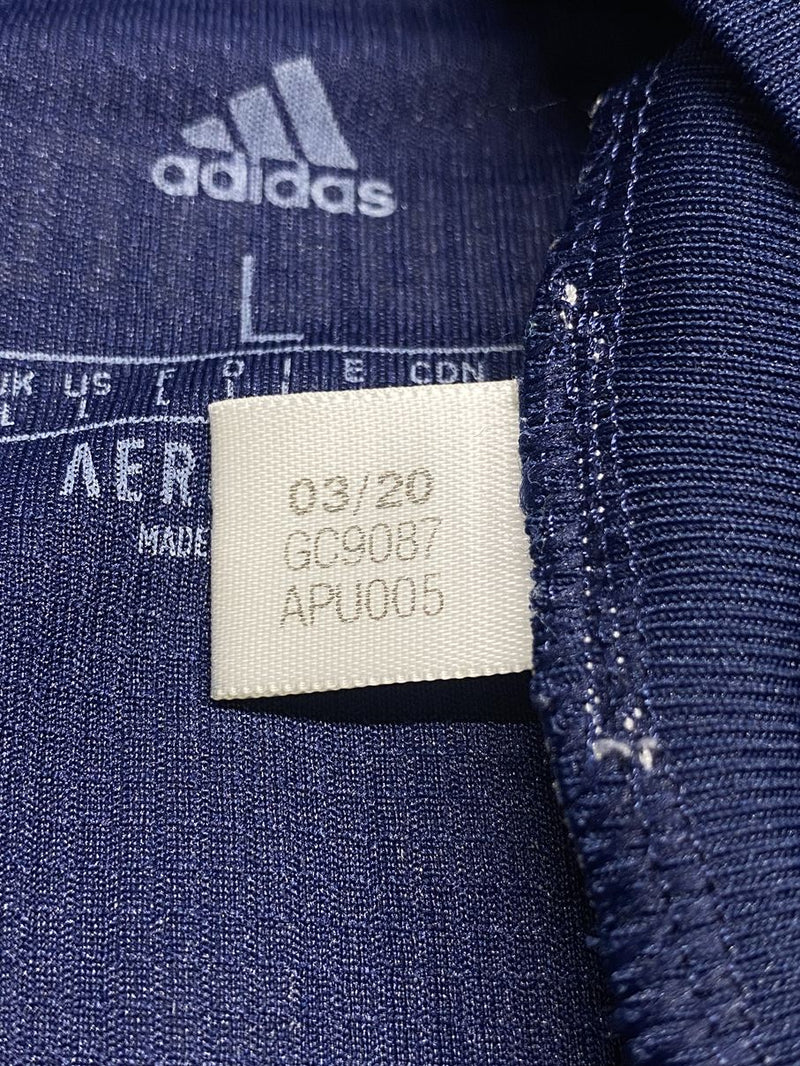 adidas
L
UK US F D I E CDN
L L L L L
AER
MADE
03/20
GC9087
APU005